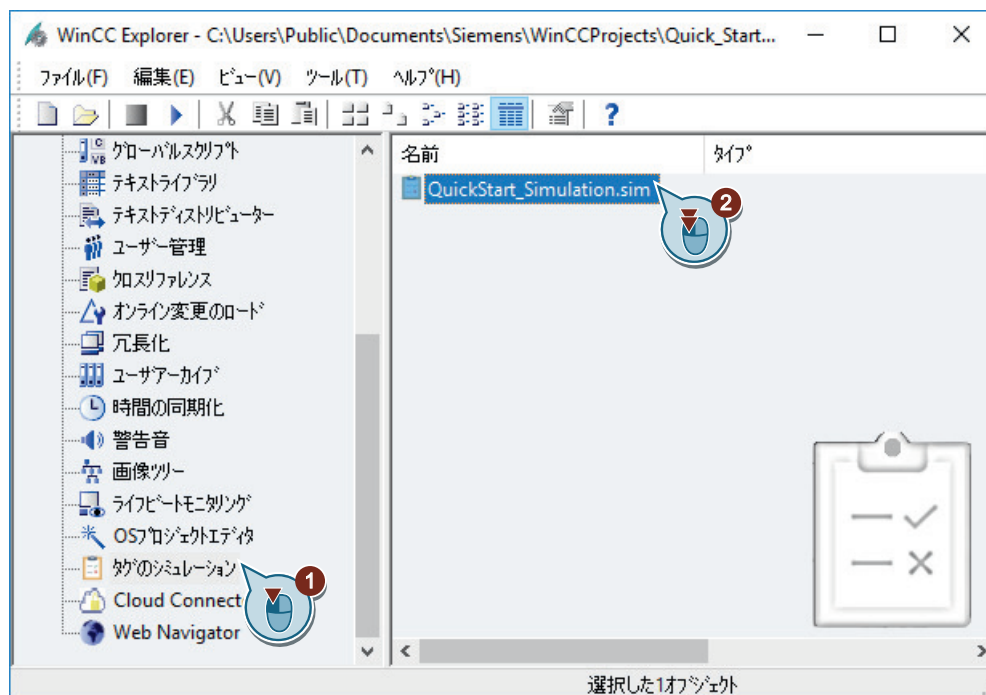 WinCC Explorer - C:\Users\Public\Documents\Siemens\WinCCProjects\Quick_Start...
ファイル(F) 編集(E) ビュー(V) ツール(T) ヘルプ(H)
グローバルスクリプト
テキストライブラリ
テキストディストリビューター
ユーザー管理
クロスリファレンス
オンライン変更のロード
冗長化
ユーザアーカイブ
時間の同期化
警告音
画像ツリー
ライフビートモニタリング
OSプロジェクトエディタ
タグのシミュレーション
1
Cloud Connect
Web Navigator
名前 タイプ
QuickStart_Simulation.sim
2
選択した1オブジェクト